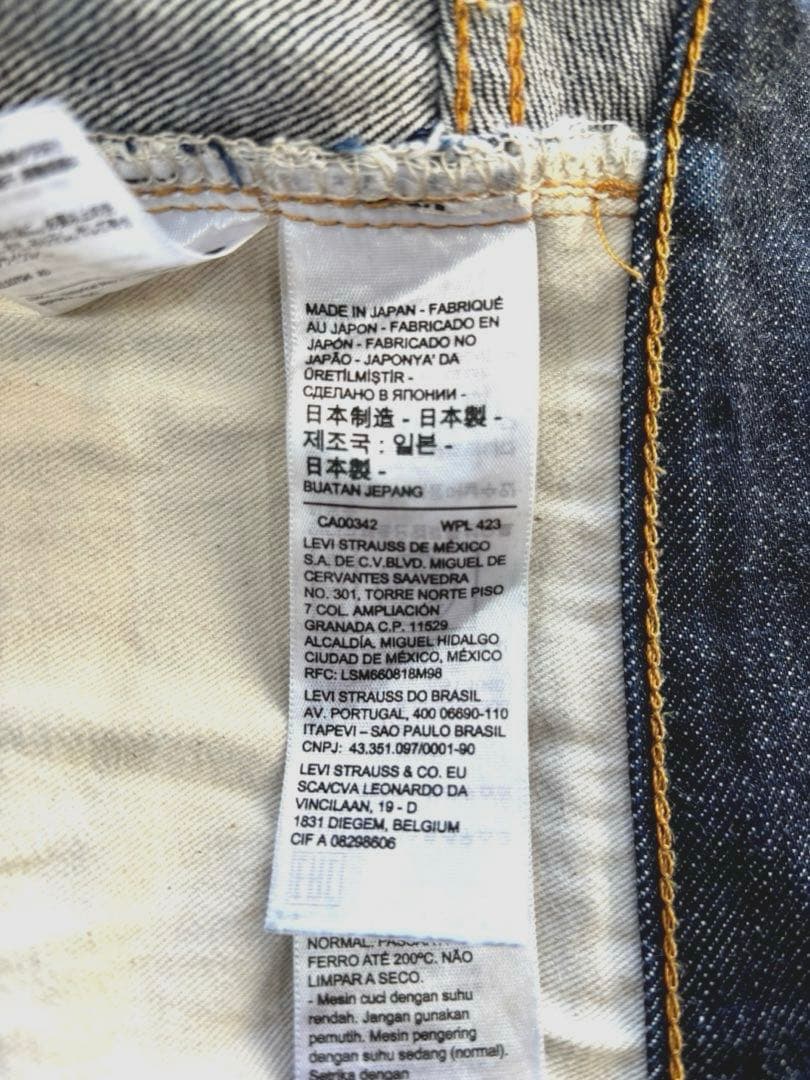 MADE IN JAPAN - FABRIQUÉ
AU JAPON - FABRICADO EN
JAPÓN - FABRICADO NO
JAPÃO - JAPONYA' DA
ÜRETİLMİŞTİR -
СДЕЛАНО В ЯПОНИИ -
日本制造 - 日本製 -
제조국 : 일본 -
日本製 -
BUATAN JEPANG
CA00342 WPL 423
LEVI STRAUSS DE MÉXICO
S.A. DE C.V.BLVD. MIGUEL DE
CERVANTES SAAVEDRA
NO. 301, TORRE NORTE PISO
7 COL. AMPLIACIÓN
GRANADA C.P. 11529
ALCALDÍA. MIGUEL HIDALGO
CIUDAD DE MÉXICO, MÉXICO
RFC: LSM660818M98
LEVI STRAUSS DO BRASIL
AV. PORTUGAL, 400 06690-110
ITAPEVI – SAO PAULO BRASIL
CNPJ: 43.351.097/0001-90
LEVI STRAUSS & CO. EU
SCA/CVA LEONARDO DA
VINCILAAN, 19 - D
1831 DIEGEM, BELGIUM
CIF A 08298606
NORMAL.
FERRO ATÉ 200ºC. NÃO
LIMPAR A SECO.
- Mesin cuci dengan suhu
rendah. Jangan gunakan
pemutih. Mesin pengering
dengan suhu sedang (normal).
Setrika dengan